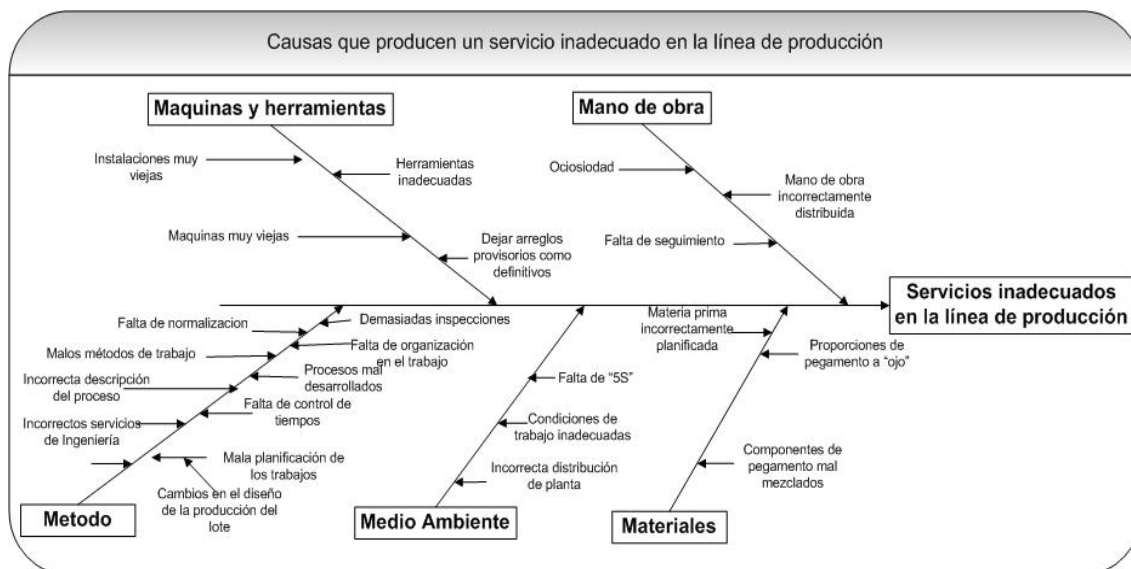 Causas que producen un servicio inadecuado en la línea de producción
Maquinas y herramientas
Mano de obra
Instalaciones muy
viejas
Herramientas
inadecuadas
Ociosiodad
Mano de obra
incorrectamente
distribuida
Maquinas muy viejas
Dejar arreglos
provisorios como
definitivos
Falta de seguimiento
Servicios inadecuados
en la línea de producción
Falta de normalizacion
Demasiadas inspecciones
Malos métodos de trabajo
Falta de organización
en el trabajo
Incorrecta descripción
del proceso
Procesos mal
desarrollados
Incorrectos servicios
de Ingeniería
Falta de control de
tiempos
Mala planificación de
los trabajos
Cambios en el diseño
de la producción del
lote
Metodo
Falta de “5S”
Condiciones de
trabajo inadecuadas
Incorrecta distribución
de planta
Medio Ambiente
Materia prima
incorrectamente
planificada
Proporciones de
pegamento a “ojo”
Componentes de
pegamento mal
mezclados
Materiales